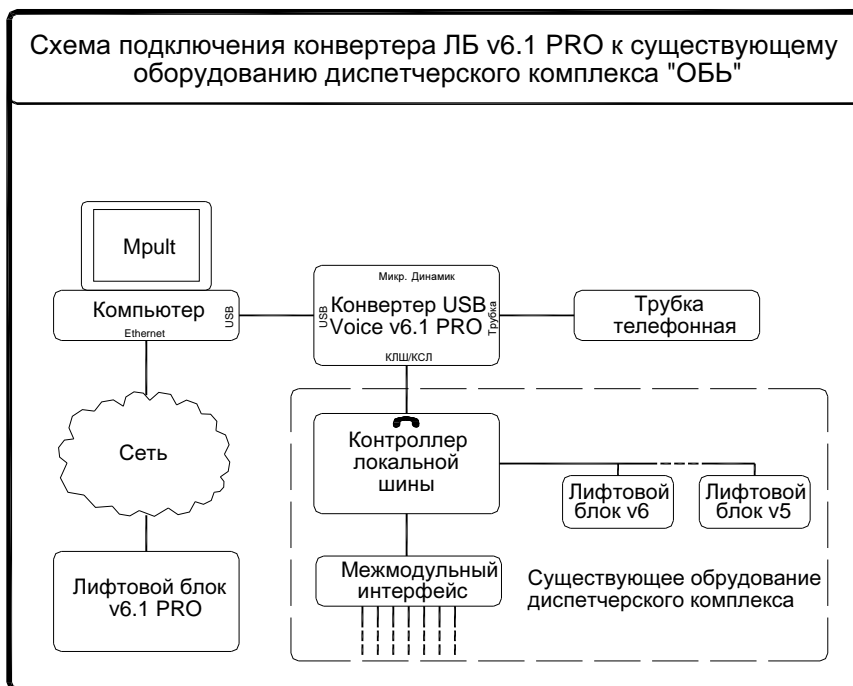 Схема подключения конвертера ЛБ v6.1 PRO к существующему
оборудованию диспетчерского комплекса "ОБЬ"
Mpult
Компьютер
USB
Ethernet
Микр. Динамик
USB
Конвертер USB
Voice v6.1 PRO
Трубка
КЛШ/КСЛ
Трубка
телефонная
Сеть
Контроллер
локальной
шины
Лифтовой
блок v6
Лифтовой
блок v5
Лифтовой блок
v6.1 PRO
Межмодульный
интерфейс
Существующее обрудование
диспетчерского комплекса